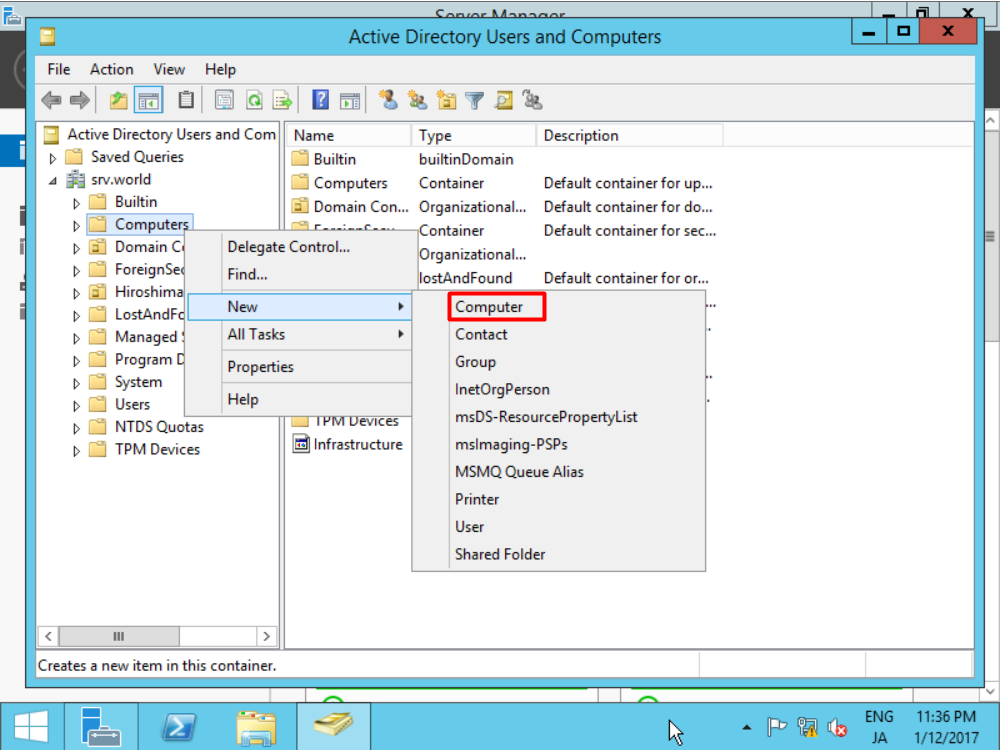 Server Manager
Active Directory Users and Computers
File Action View Help
Active Directory Users and Com
Saved Queries
srv.world
Builtin
Computers
Domain C
ForeignSec
Hiroshima
LostAndFo
Managed
Program D
System
Users
NTDS Quotas
TPM Devices
Name Type Description
Builtin builtinDomain
Computers Container Default container for up...
Domain Con... Organizational... Default container for do...
ForeignSecu... Container Default container for sec...
Organizational...
lostAndFound Default container for or...
TPM Devices
Infrastructure
Delegate Control...
Find...
New
All Tasks
Properties
Help
Computer
Contact
Group
InetOrgPerson
msDS-ResourcePropertyList
msImaging-PSPs
MSMQ Queue Alias
Printer
User
Shared Folder
Creates a new item in this container.
ENG
JA
11:36 PM
1/12/2017